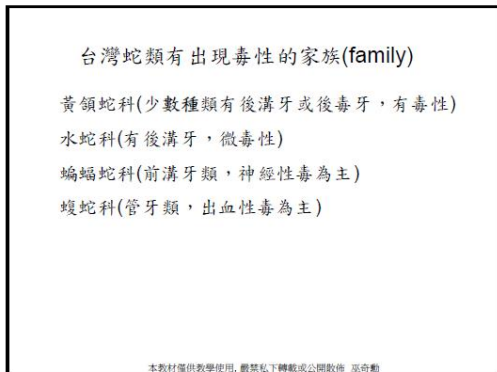 台灣蛇類有出現毒性的家族(family)
黃頷蛇科(少數種類有後溝牙或後毒牙，有毒性)
水蛇科(有後溝牙，微毒性)
蝙蝠蛇科(前溝牙類，神經性毒為主)
蝮蛇科(管牙類，出血性毒為主)
本教材僅供教學使用, 嚴禁私下轉載或公開散佈 巫奇勳